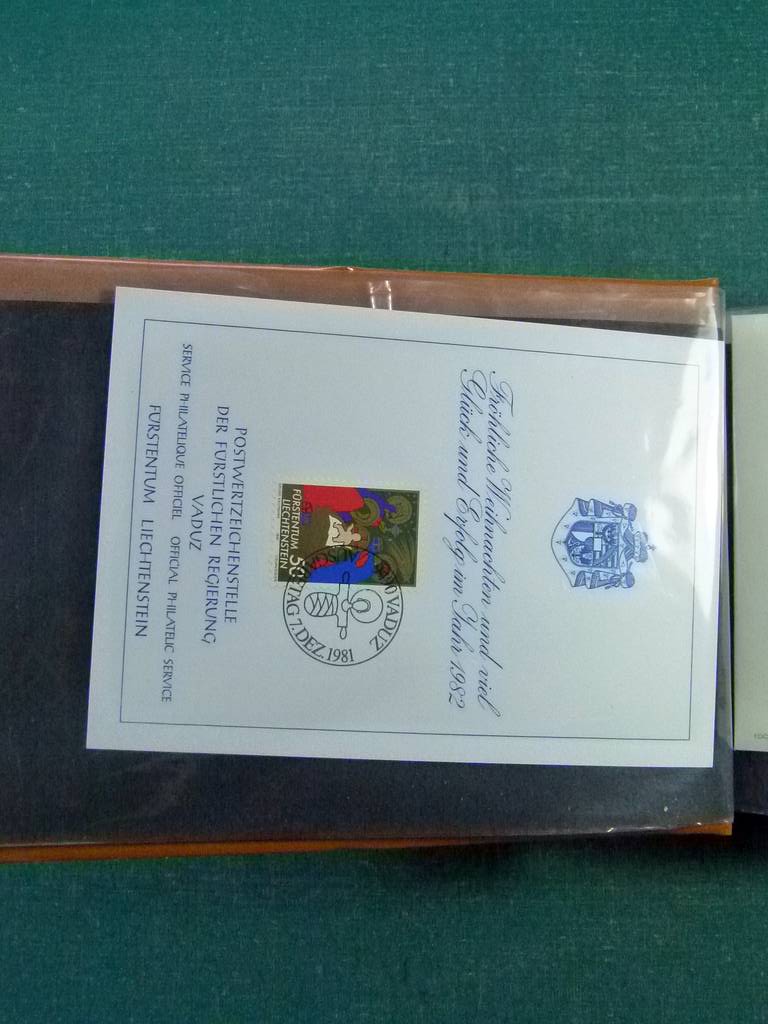 Fröhliche Weihnachten und viel
Glück und Erfolg im Jahr 1982
FÜRSTENTUM 50
LIECHTENSTEIN
VADUZ
TAG 7. DEZ. 1981
POSTWERTZEICHENSTELLE
DER FÜRSTLICHEN REGIERUNG
VADUZ
SERVICE PHILATELIQUE OFFICIEL OFFICIAL PHILATELIC SERVICE
FÜRSTENTUM LIECHTENSTEIN